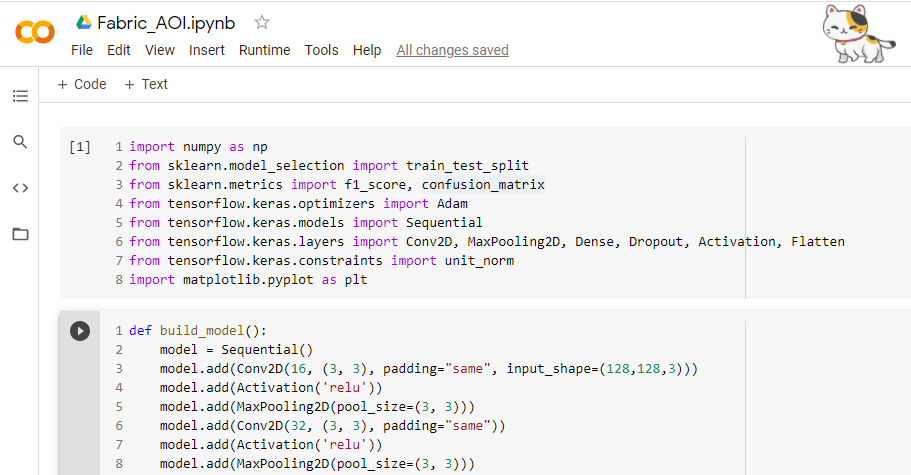 Fabric_AOI.ipynb
File Edit View Insert Runtime Tools Help All changes saved
+ Code + Text
[1]
1 import numpy as np
2 from sklearn.model_selection import train_test_split
3 from sklearn.metrics import f1_score, confusion_matrix
4 from tensorflow.keras.optimizers import Adam
5 from tensorflow.keras.models import Sequential
6 from tensorflow.keras.layers import Conv2D, MaxPooling2D, Dense, Dropout, Activation, Flatten
7 from tensorflow.keras.constraints import unit_norm
8 import matplotlib.pyplot as plt
1 def build_model():
2     model = Sequential()
3     model.add(Conv2D(16, (3, 3), padding="same", input_shape=(128,128,3)))
4     model.add(Activation('relu'))
5     model.add(MaxPooling2D(pool_size=(3, 3)))
6     model.add(Conv2D(32, (3, 3), padding="same"))
7     model.add(Activation('relu'))
8     model.add(MaxPooling2D(pool_size=(3, 3)))